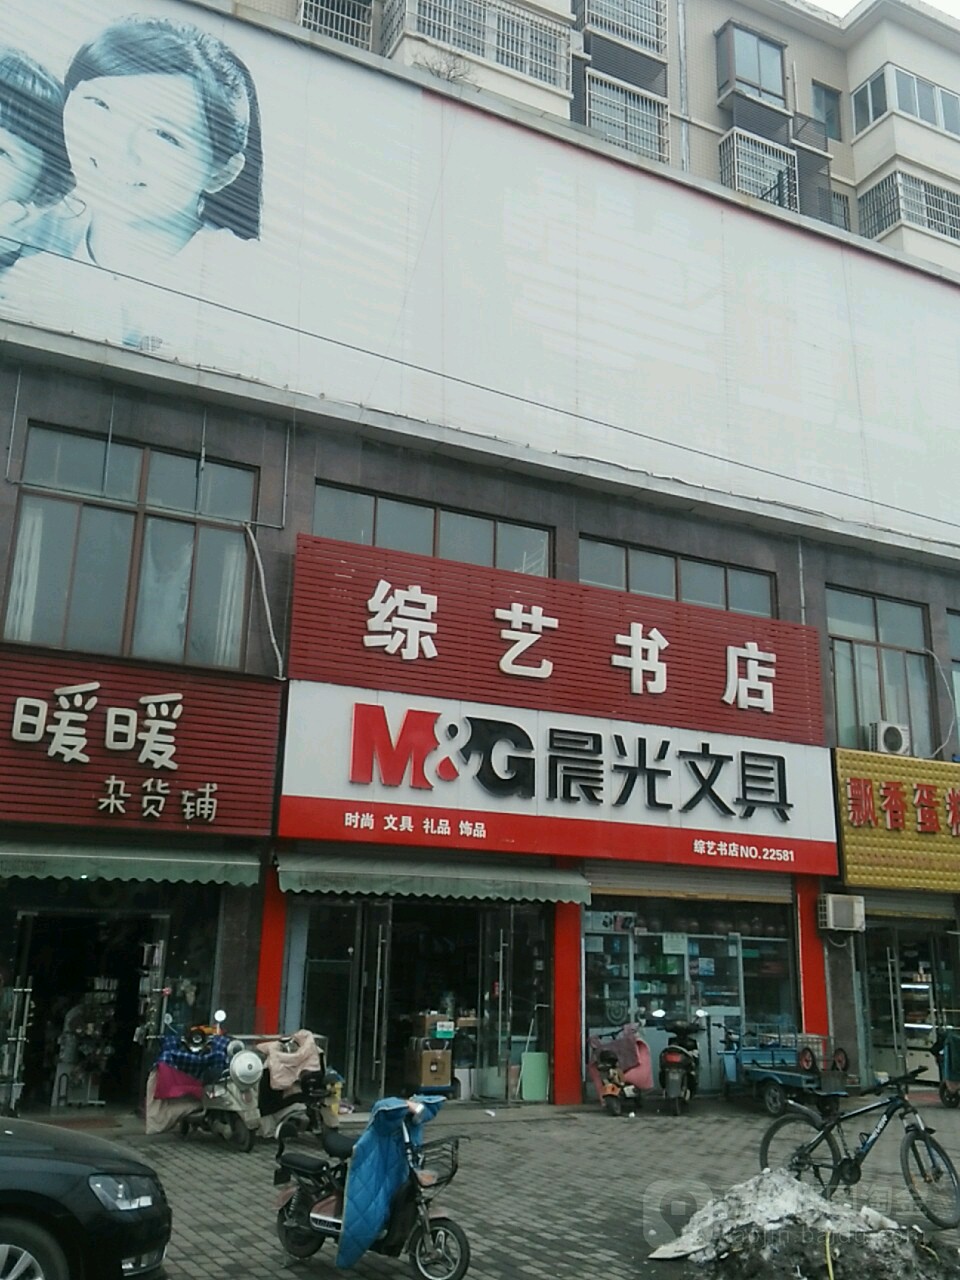 综艺书店
M&G晨光文具
时尚 文具 礼品 饰品
综艺书店NO.22581
暖暖
杂货铺
飘香蛋糕